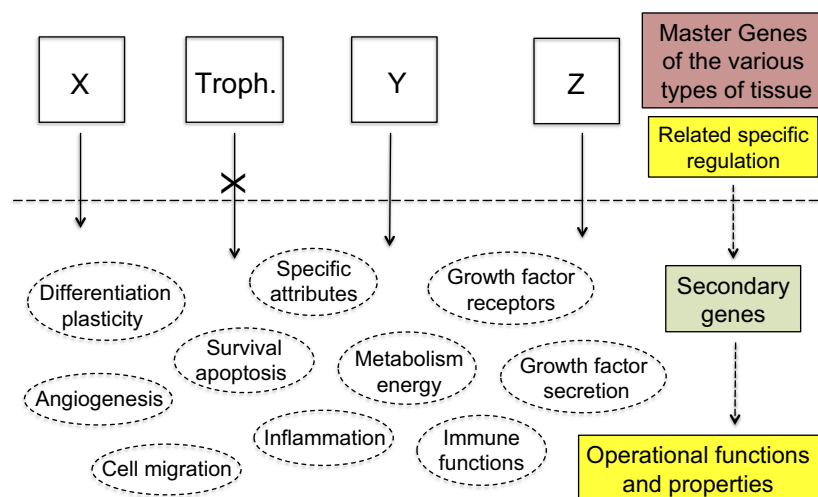 X
Troph.
Y
Z
Master Genes
of the various
types of tissue
Related specific
regulation
X
Differentiation
plasticity
Specific
attributes
Growth factor
receptors
Secondary
genes
Survival
apoptosis
Metabolism
energy
Growth factor
secretion
Angiogenesis
Inflammation
Immune
functions
Cell migration
Operational functions
and properties